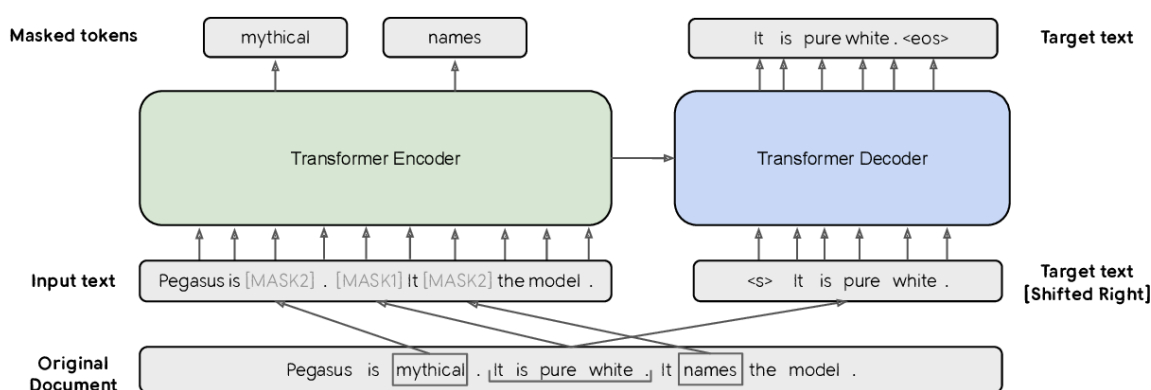 Masked tokens
mythical
names
It is pure white . <eos>
Target text
Transformer Encoder
Transformer Decoder
Input text
Pegasus is [MASK2] . [MASK1] It [MASK2] the model .
<s> It is pure white .
Target text
[Shifted Right]
Original
Document
Pegasus is mythical . It is pure white . It names the model .